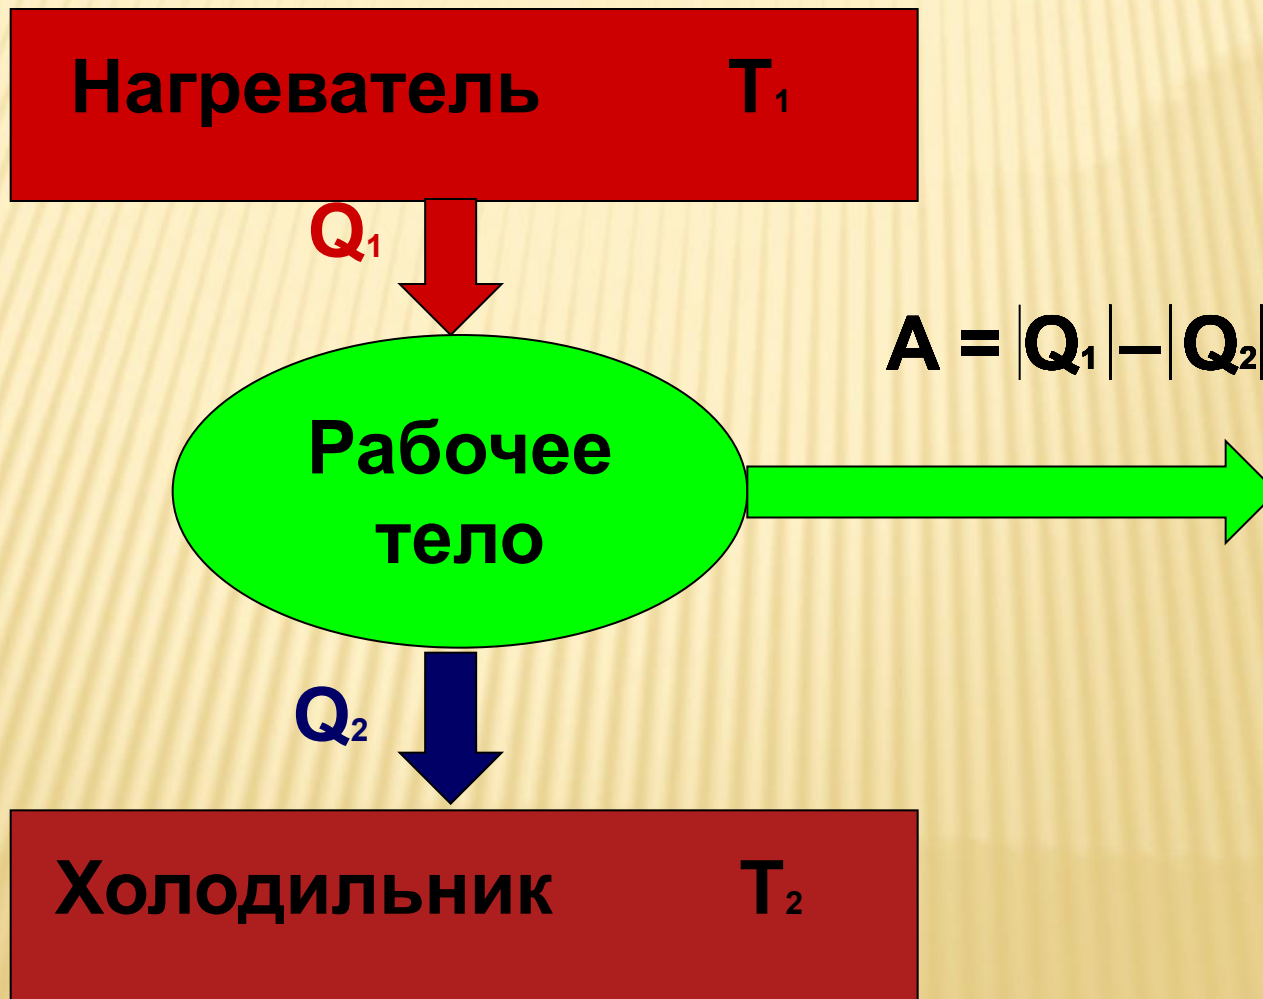 Нагреватель T₁
Q₁
A = |Q₁|–|Q₂|
Рабочее
тело
Q₂
Холодильник T₂